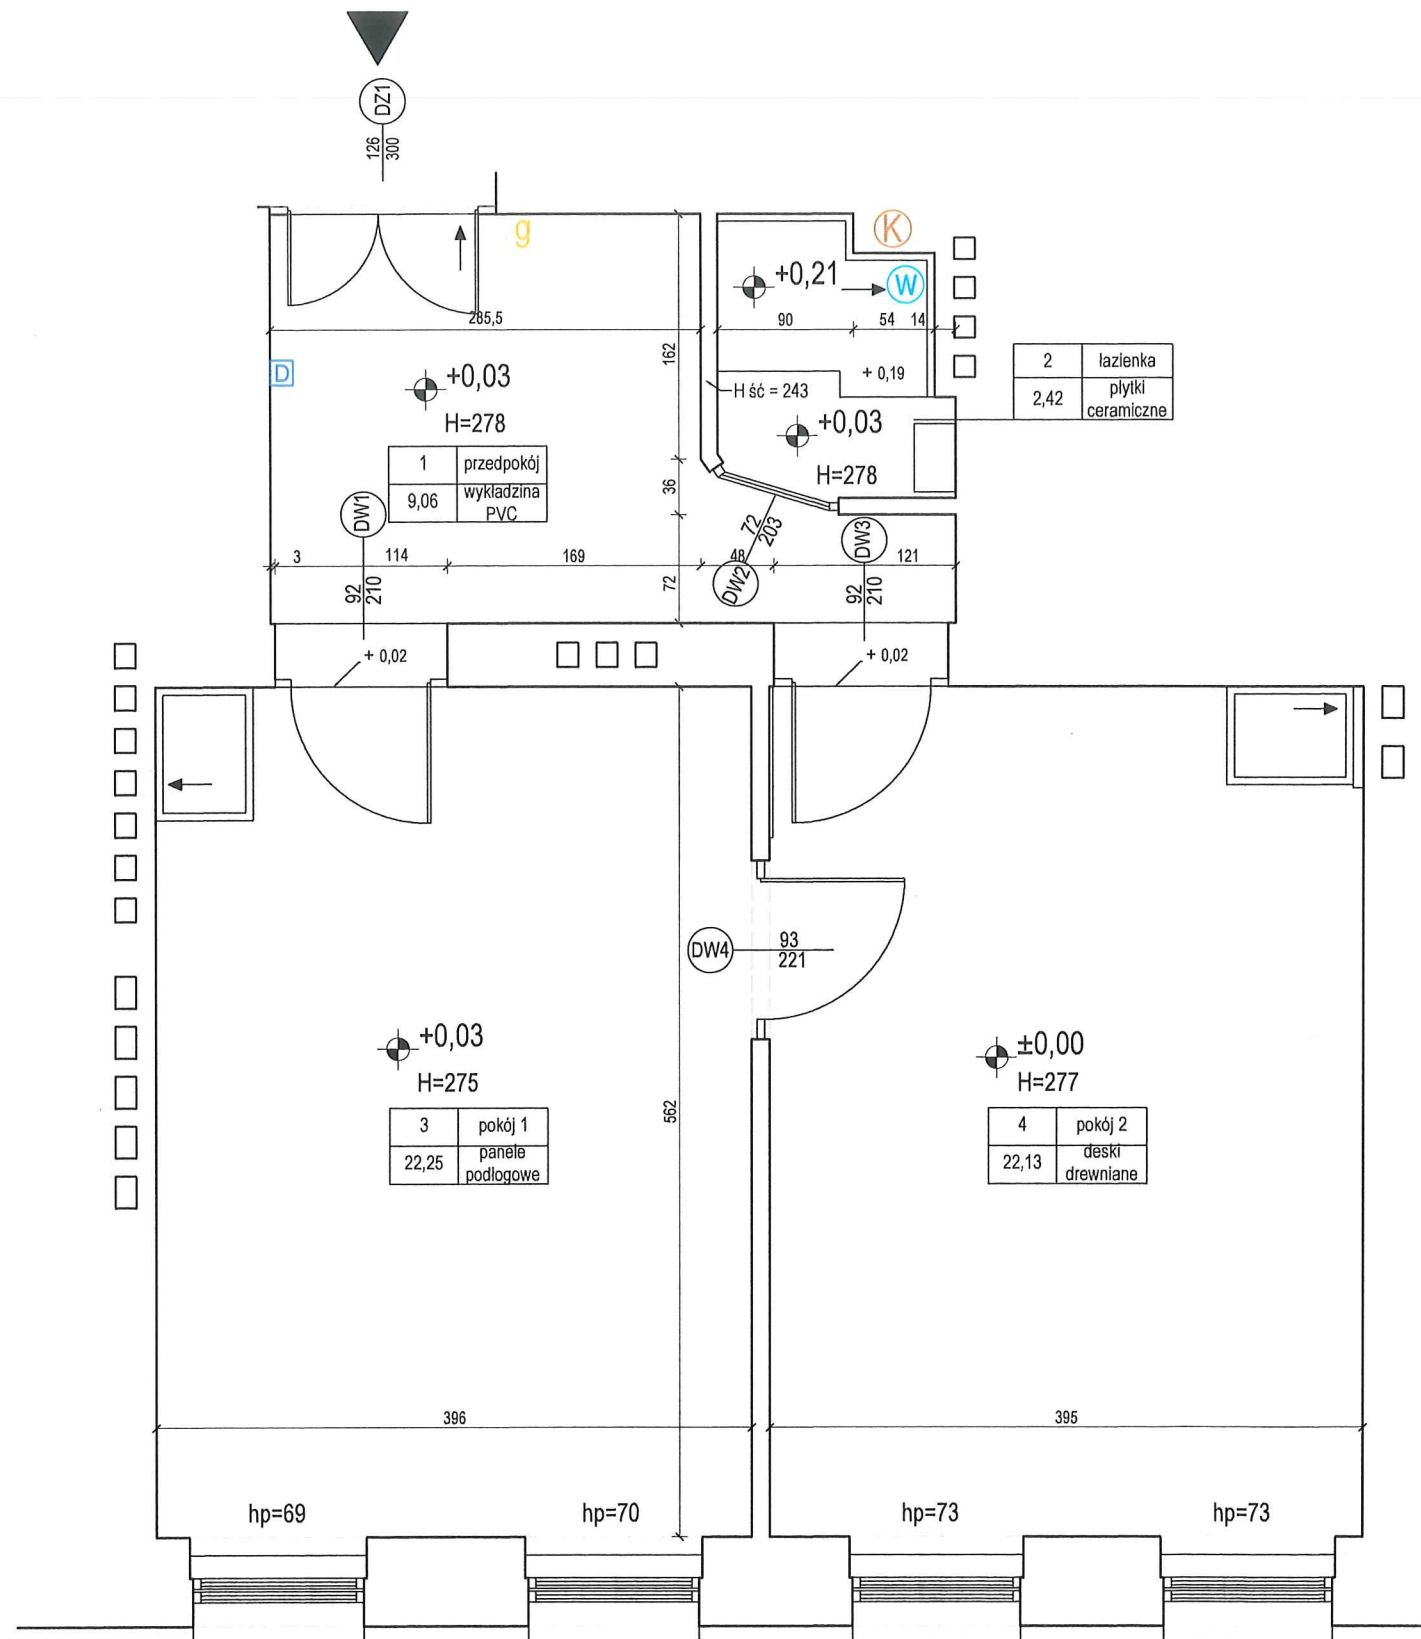 DZ1
126
300
g
K
+0,21
W
285,5
90
54
14
162
D
+0,03
+ 0,19
H ść = 243
2
łazienka
2,42
płytki
ceramiczne
H=278
+0,03
1
przedpokój
H=278
9,06
wykładzina
PVC
36
DW1
72
203
DW3
3
114
169
48
121
DW2
72
92
210
92
210
+ 0,02
+ 0,02
DW4
93
221
+0,03
H=275
±0,00
H=277
562
3
pokój 1
22,25
panele
podłogowe
4
pokój 2
22,13
deski
drewniane
396
395
hp=69
hp=70
hp=73
hp=73